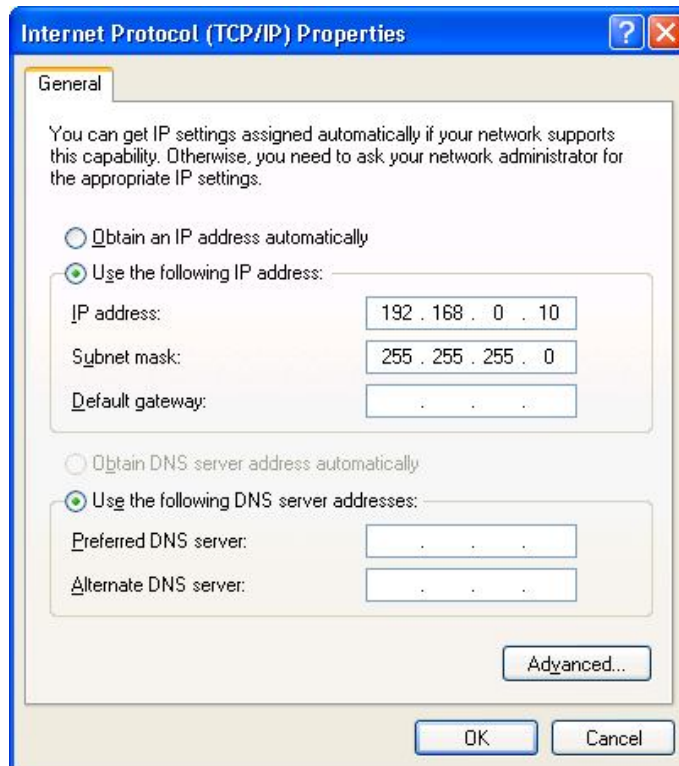 Internet Protocol (TCP/IP) Properties
General
You can get IP settings assigned automatically if your network supports
this capability. Otherwise, you need to ask your network administrator for
the appropriate IP settings.
Obtain an IP address automatically
Use the following IP address:
IP address: 192 . 168 . 0 . 10
Subnet mask: 255 . 255 . 255 . 0
Default gateway: . . .
Obtain DNS server address automatically
Use the following DNS server addresses:
Preferred DNS server: . . .
Alternate DNS server: . . .
Advanced...
OK Cancel